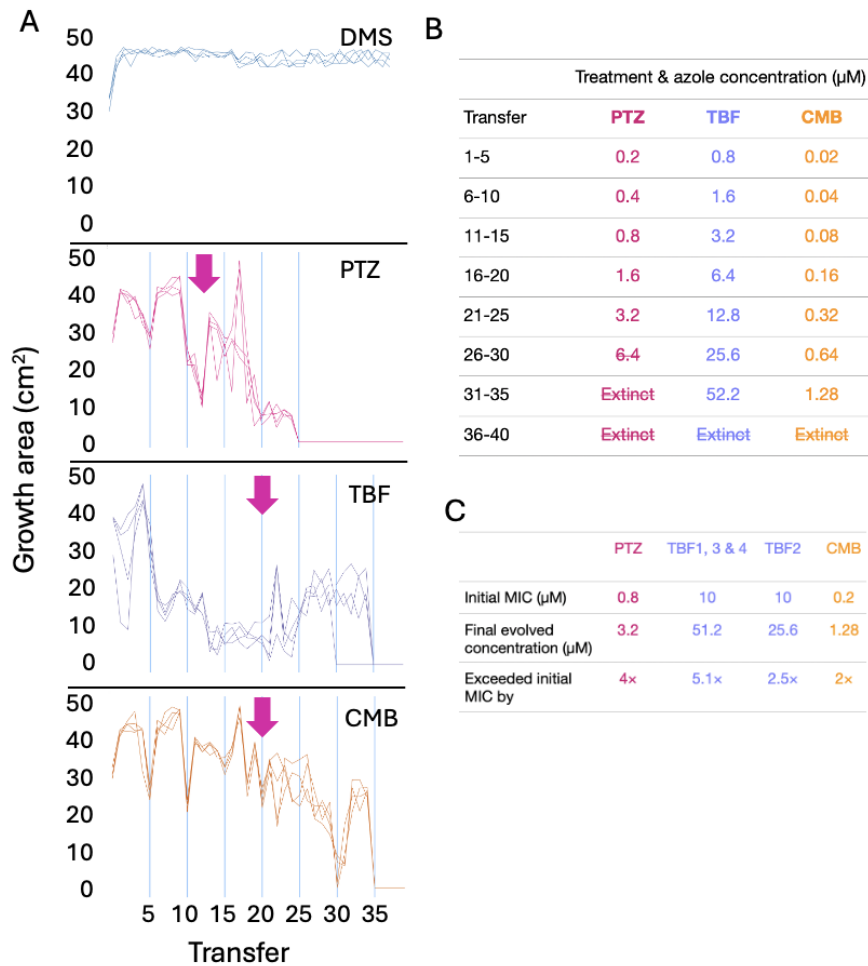 A
50
40
30
20
10
0
DMS
50
40
30
20
10
0
PTZ
50
40
30
20
10
0
TBF
50
40
30
20
10
0
CMB
5 10 15 20 25 30 35
Transfer
Growth area (cm²)
B
Treatment & azole concentration (µM)
Transfer PTZ TBF CMB
1-5 0.2 0.8 0.02
6-10 0.4 1.6 0.04
11-15 0.8 3.2 0.08
16-20 1.6 6.4 0.16
21-25 3.2 12.8 0.32
26-30 6.4 25.6 0.64
31-35 Extinct 52.2 1.28
36-40 Extinct Extinct Extinct
C
PTZ TBF1, 3 & 4 TBF2 CMB
Initial MIC (µM) 0.8 10 10 0.2
Final evolved
concentration (µM) 3.2 51.2 25.6 1.28
Exceeded initial
MIC by 4× 5.1× 2.5× 2×